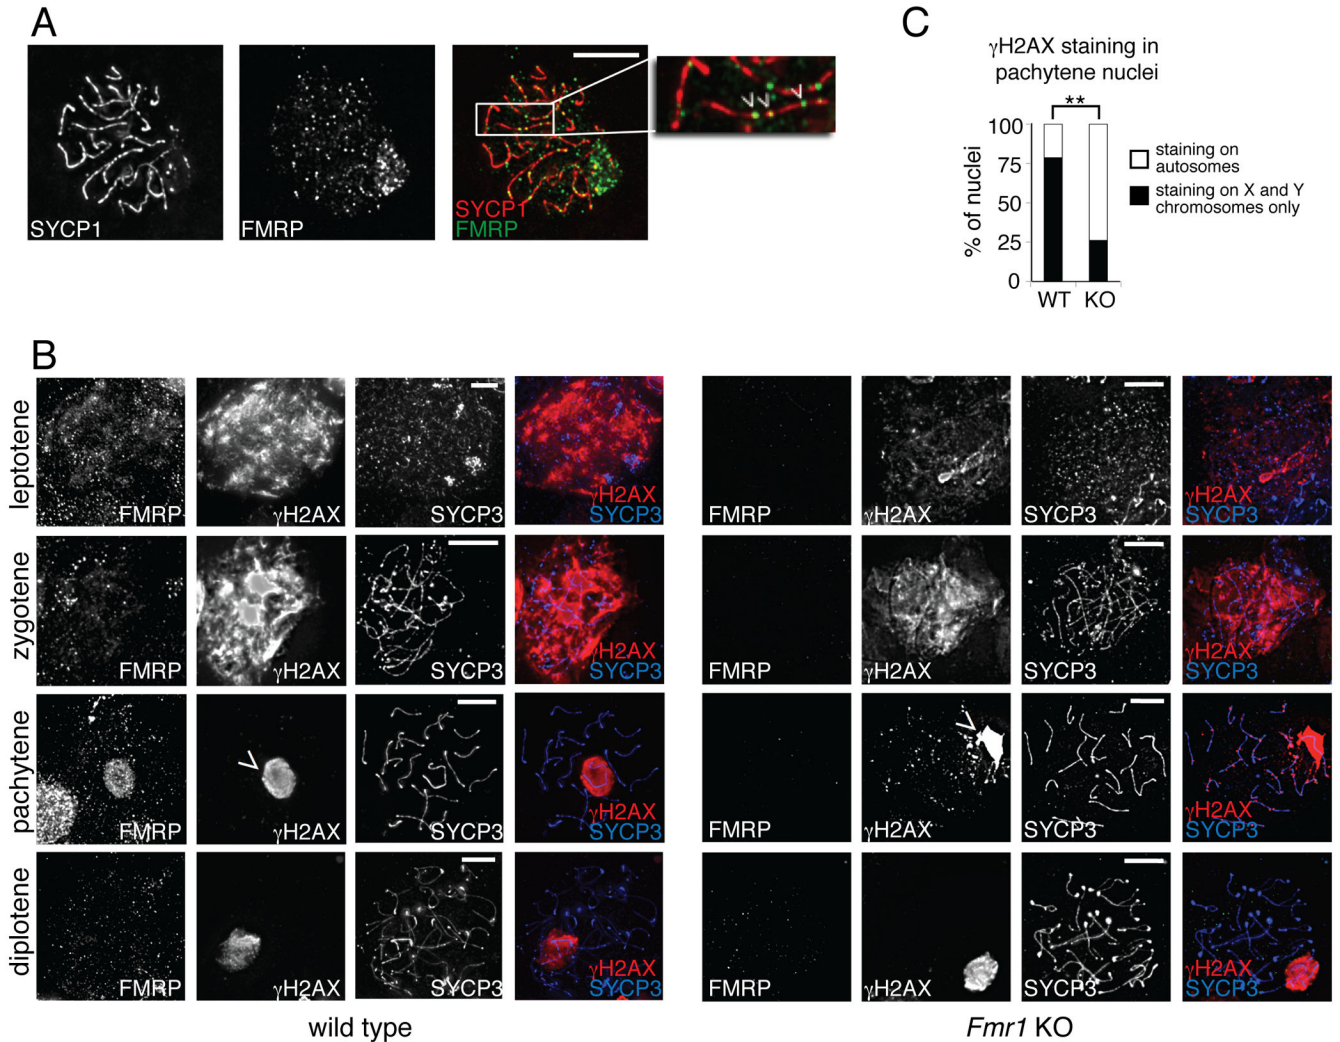 A
SYCP1
FMRP
SYCP1
FMRP
C
γH2AX staining in
pachytene nuclei
**
% of nuclei
100
75
50
25
0
WT KO
staining on
autosomes
staining on X and Y
chromosomes only
B
leptotene
FMRP
γH2AX
SYCP3
γH2AX
SYCP3
FMRP
γH2AX
SYCP3
γH2AX
SYCP3
zygotene
FMRP
γH2AX
SYCP3
γH2AX
SYCP3
FMRP
γH2AX
SYCP3
γH2AX
SYCP3
pachytene
FMRP
γH2AX
SYCP3
γH2AX
SYCP3
FMRP
γH2AX
SYCP3
γH2AX
SYCP3
diplotene
FMRP
γH2AX
SYCP3
γH2AX
SYCP3
FMRP
γH2AX
SYCP3
γH2AX
SYCP3
wild type
Fmr1 KO